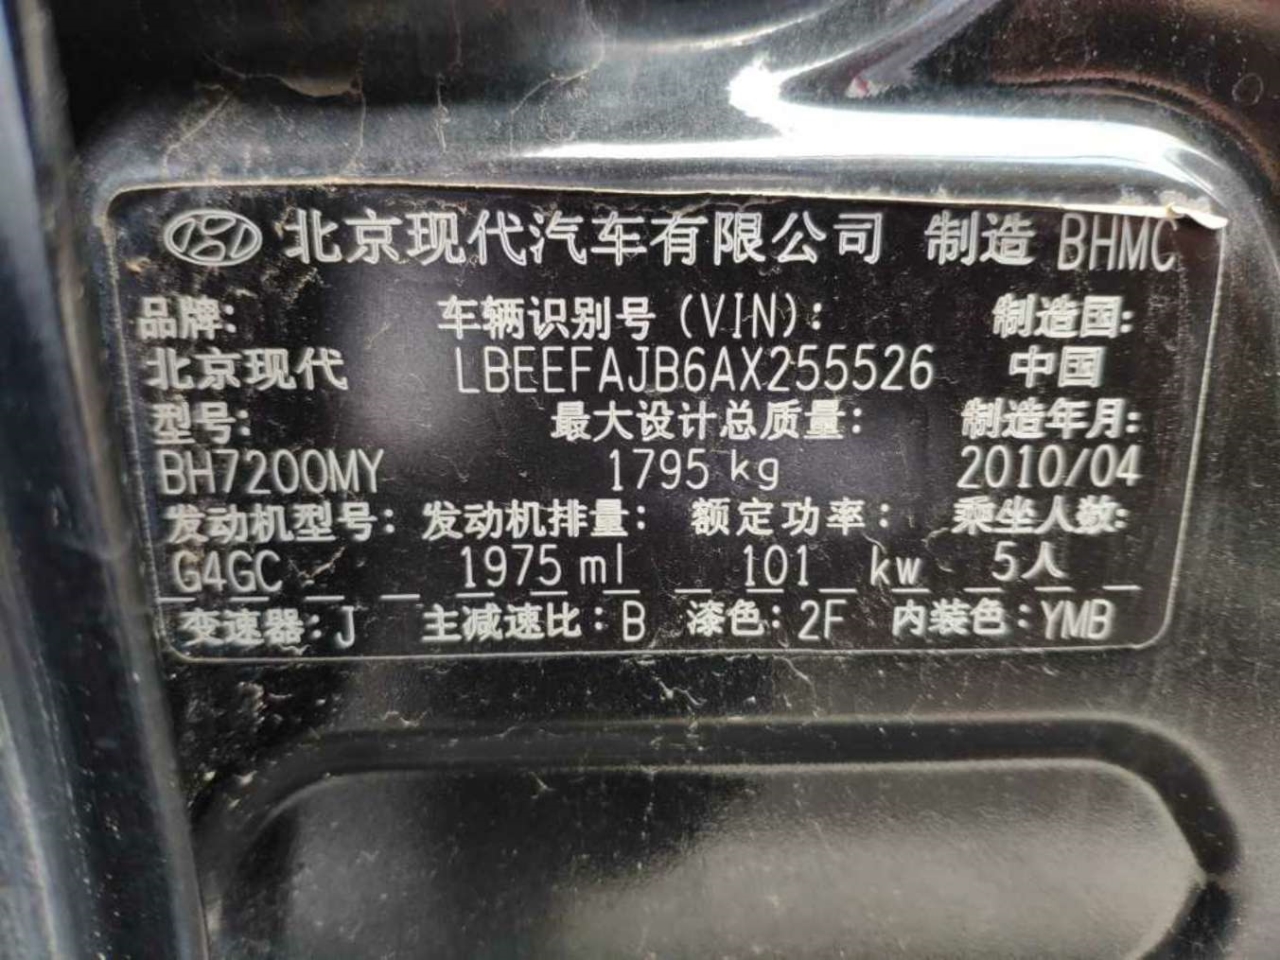 北京现代汽车有限公司 制造 BHMC
品牌: 车辆识别号(VIN): 制造国:
北京现代 LBEEFAJB6AX255526 中国
型号: 最大设计总质量: 制造年月:
BH7200MY 1795 kg 2010/04
发动机型号: 发动机排量: 额定功率: 乘坐人数:
G4GC 1975 ml 101 kw 5人
变速器: J 主减速比: B 漆色: 2F 内装色: YMB